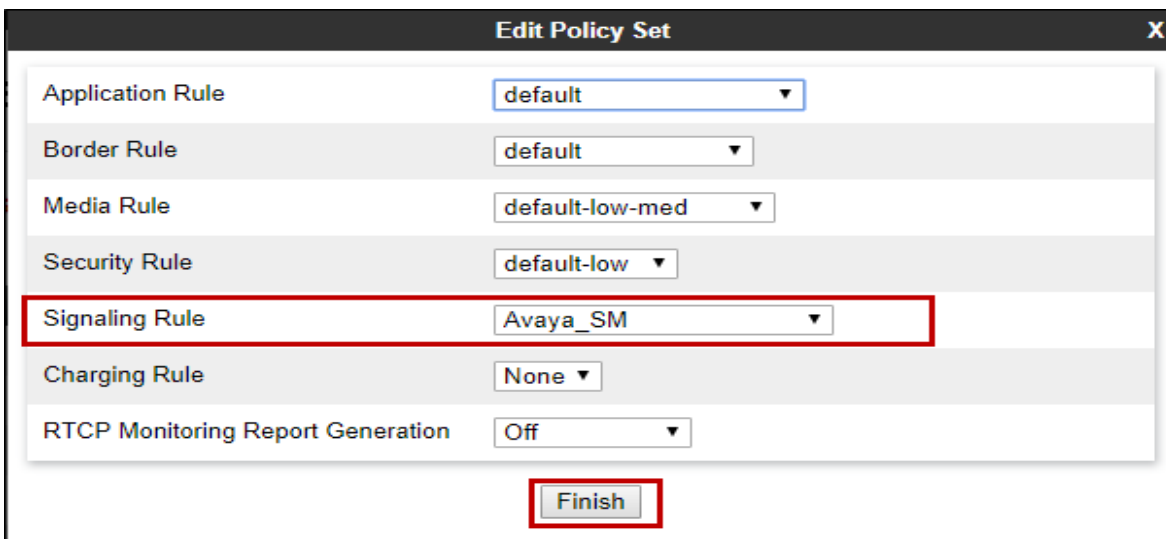 Edit Policy Set X
Application Rule default
Border Rule default
Media Rule default-low-med
Security Rule default-low
Signaling Rule Avaya_SM
Charging Rule None
RTCP Monitoring Report Generation Off
Finish